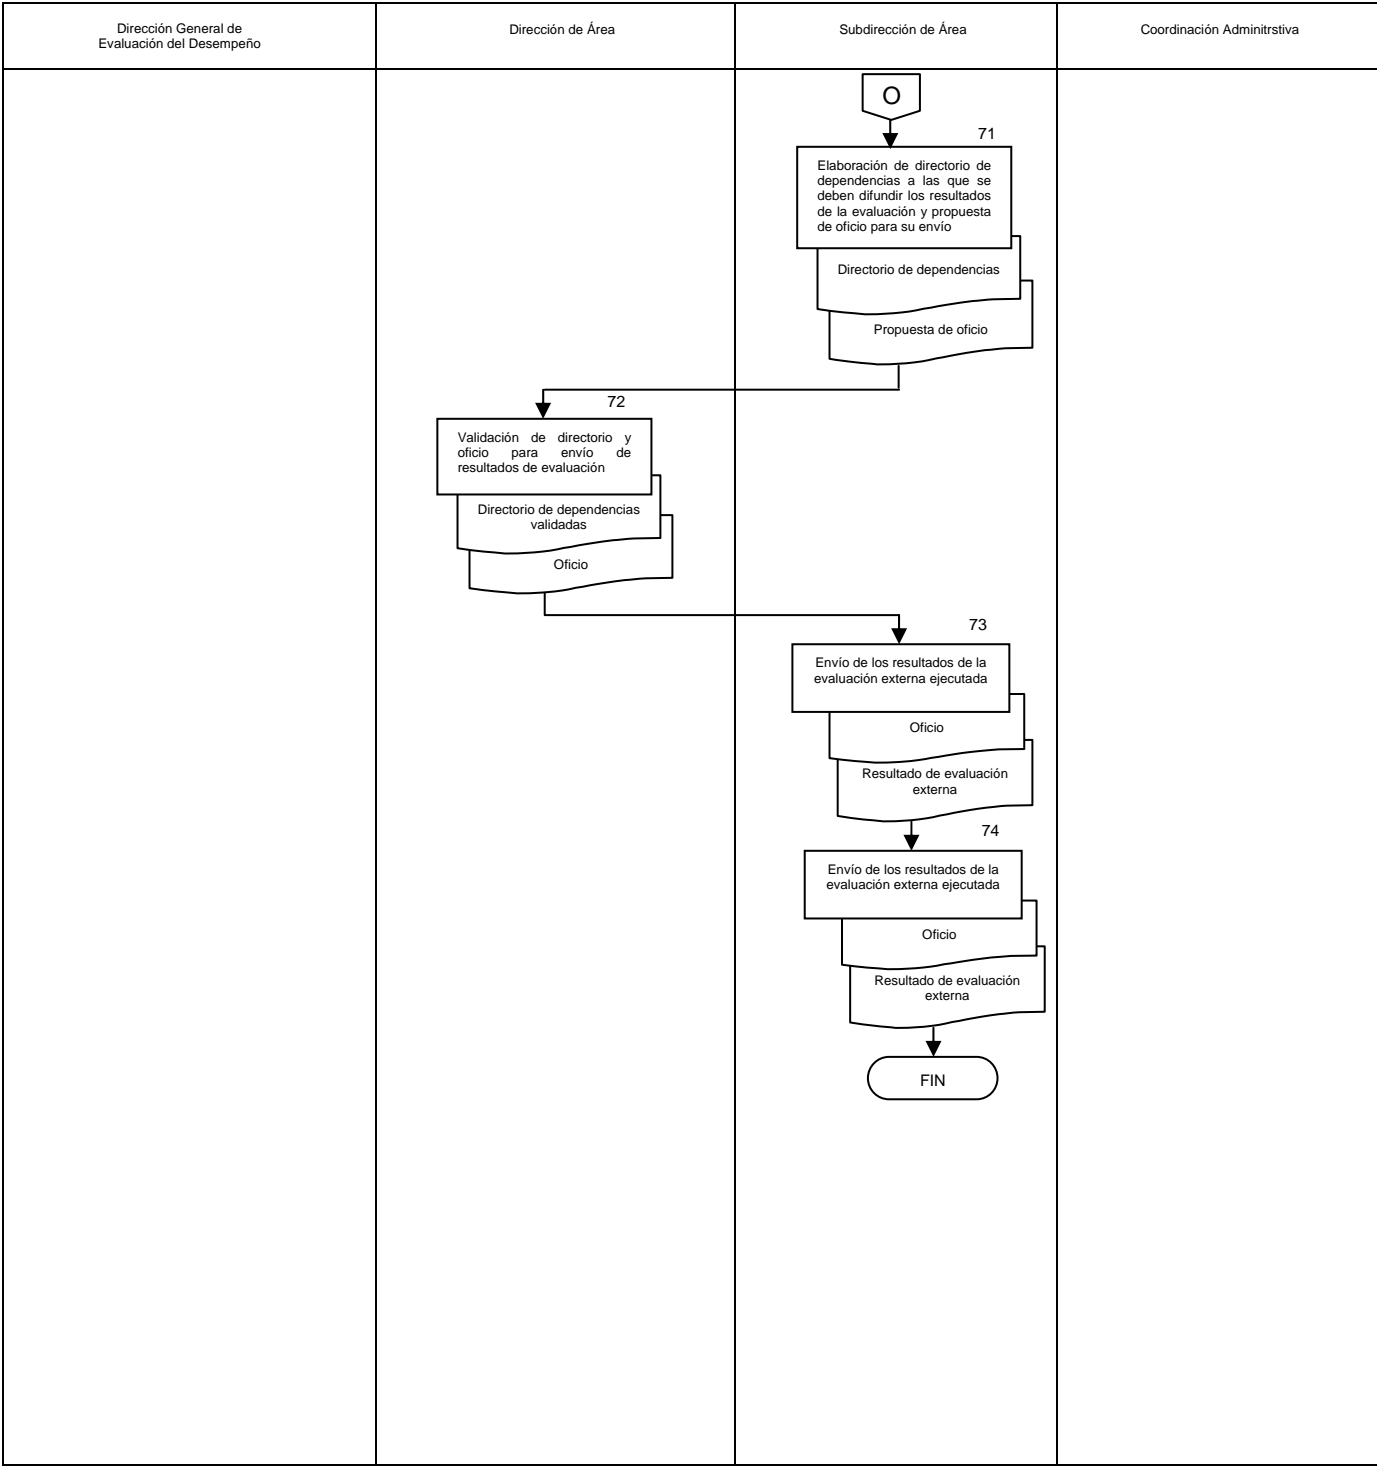 Dirección General de
Evaluación del Desempeño
Dirección de Área
Subdirección de Área
Coordinación Adminitrstiva
O
71
Elaboración de directorio de
dependencias a las que se
deben difundir los resultados
de la evaluación y propuesta
de oficio para su envío
Directorio de dependencias
Propuesta de oficio
72
Validación de directorio y
oficio para envío de
resultados de evaluación
Directorio de dependencias
validadas
Oficio
73
Envío de los resultados de la
evaluación externa ejecutada
Oficio
Resultado de evaluación
externa
74
Envío de los resultados de la
evaluación externa ejecutada
Oficio
Resultado de evaluación
externa
FIN